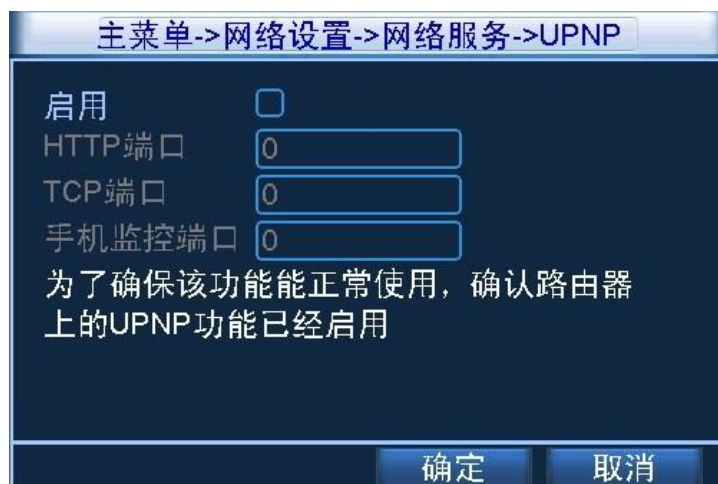 主菜单->网络设置->网络服务->UPNP
启用
HTTP端口 0
TCP端口 0
手机监控端口 0
为了确保该功能能正常使用，确认路由器
上的UPNP功能已经启用
确定 取消